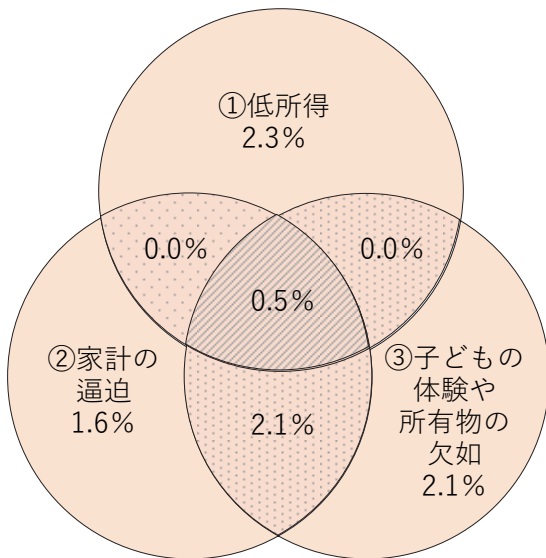 ①低所得
2.3%
0.0%
0.0%
0.5%
②家計の
逼迫
1.6%
③子どもの
体験や
所有物の
欠如
2.1%
2.1%